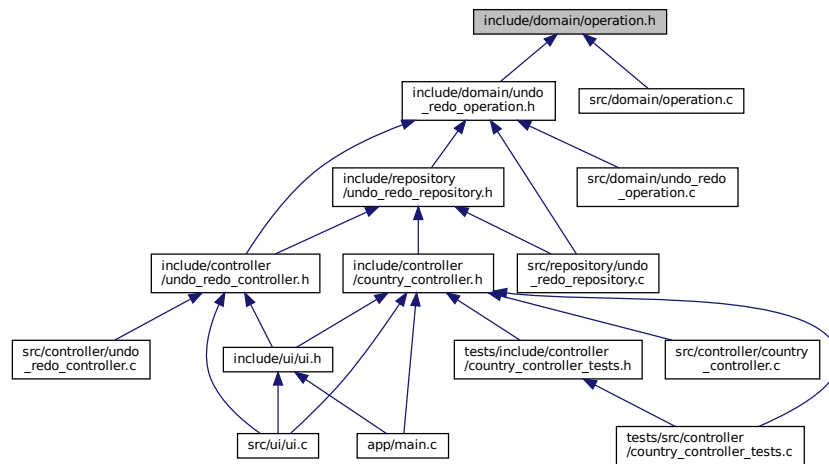 include/domain/operation.h
include/domain/undo
_redo_operation.h
src/domain/operation.c
include/repository
/undo_redo_repository.h
src/domain/undo_redo
_operation.c
include/controller
/undo_redo_controller.h
include/controller
/country_controller.h
src/repository/undo
_redo_repository.c
src/controller/undo
_redo_controller.c
include/ui/ui.h
tests/include/controller
/country_controller_tests.h
src/controller/country
_controller.c
src/ui/ui.c
app/main.c
tests/src/controller
/country_controller_tests.c